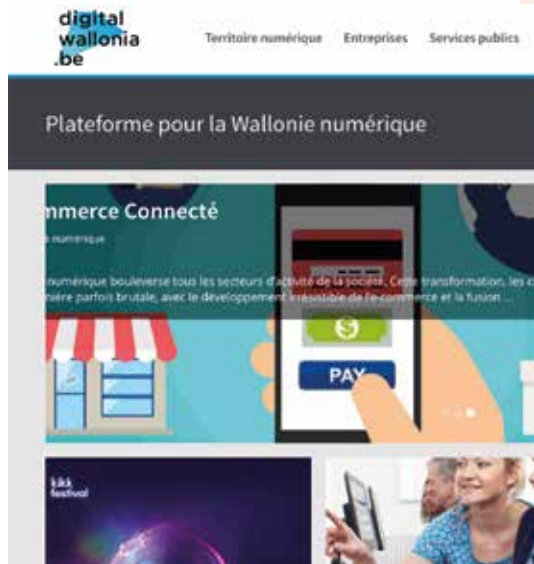 digital
wallonia
.be
Territoire numérique Entreprises Services publics
Plateforme pour la Wallonie numérique
mmerce Connecté
numérique
numérique bouleverse tous les secteurs d'activité de la société. Cette transformation, les c
nière parfois brutale, avec le développement irrésistible de l'e-commerce et la fusion ...
$
PAY
kikk
festival